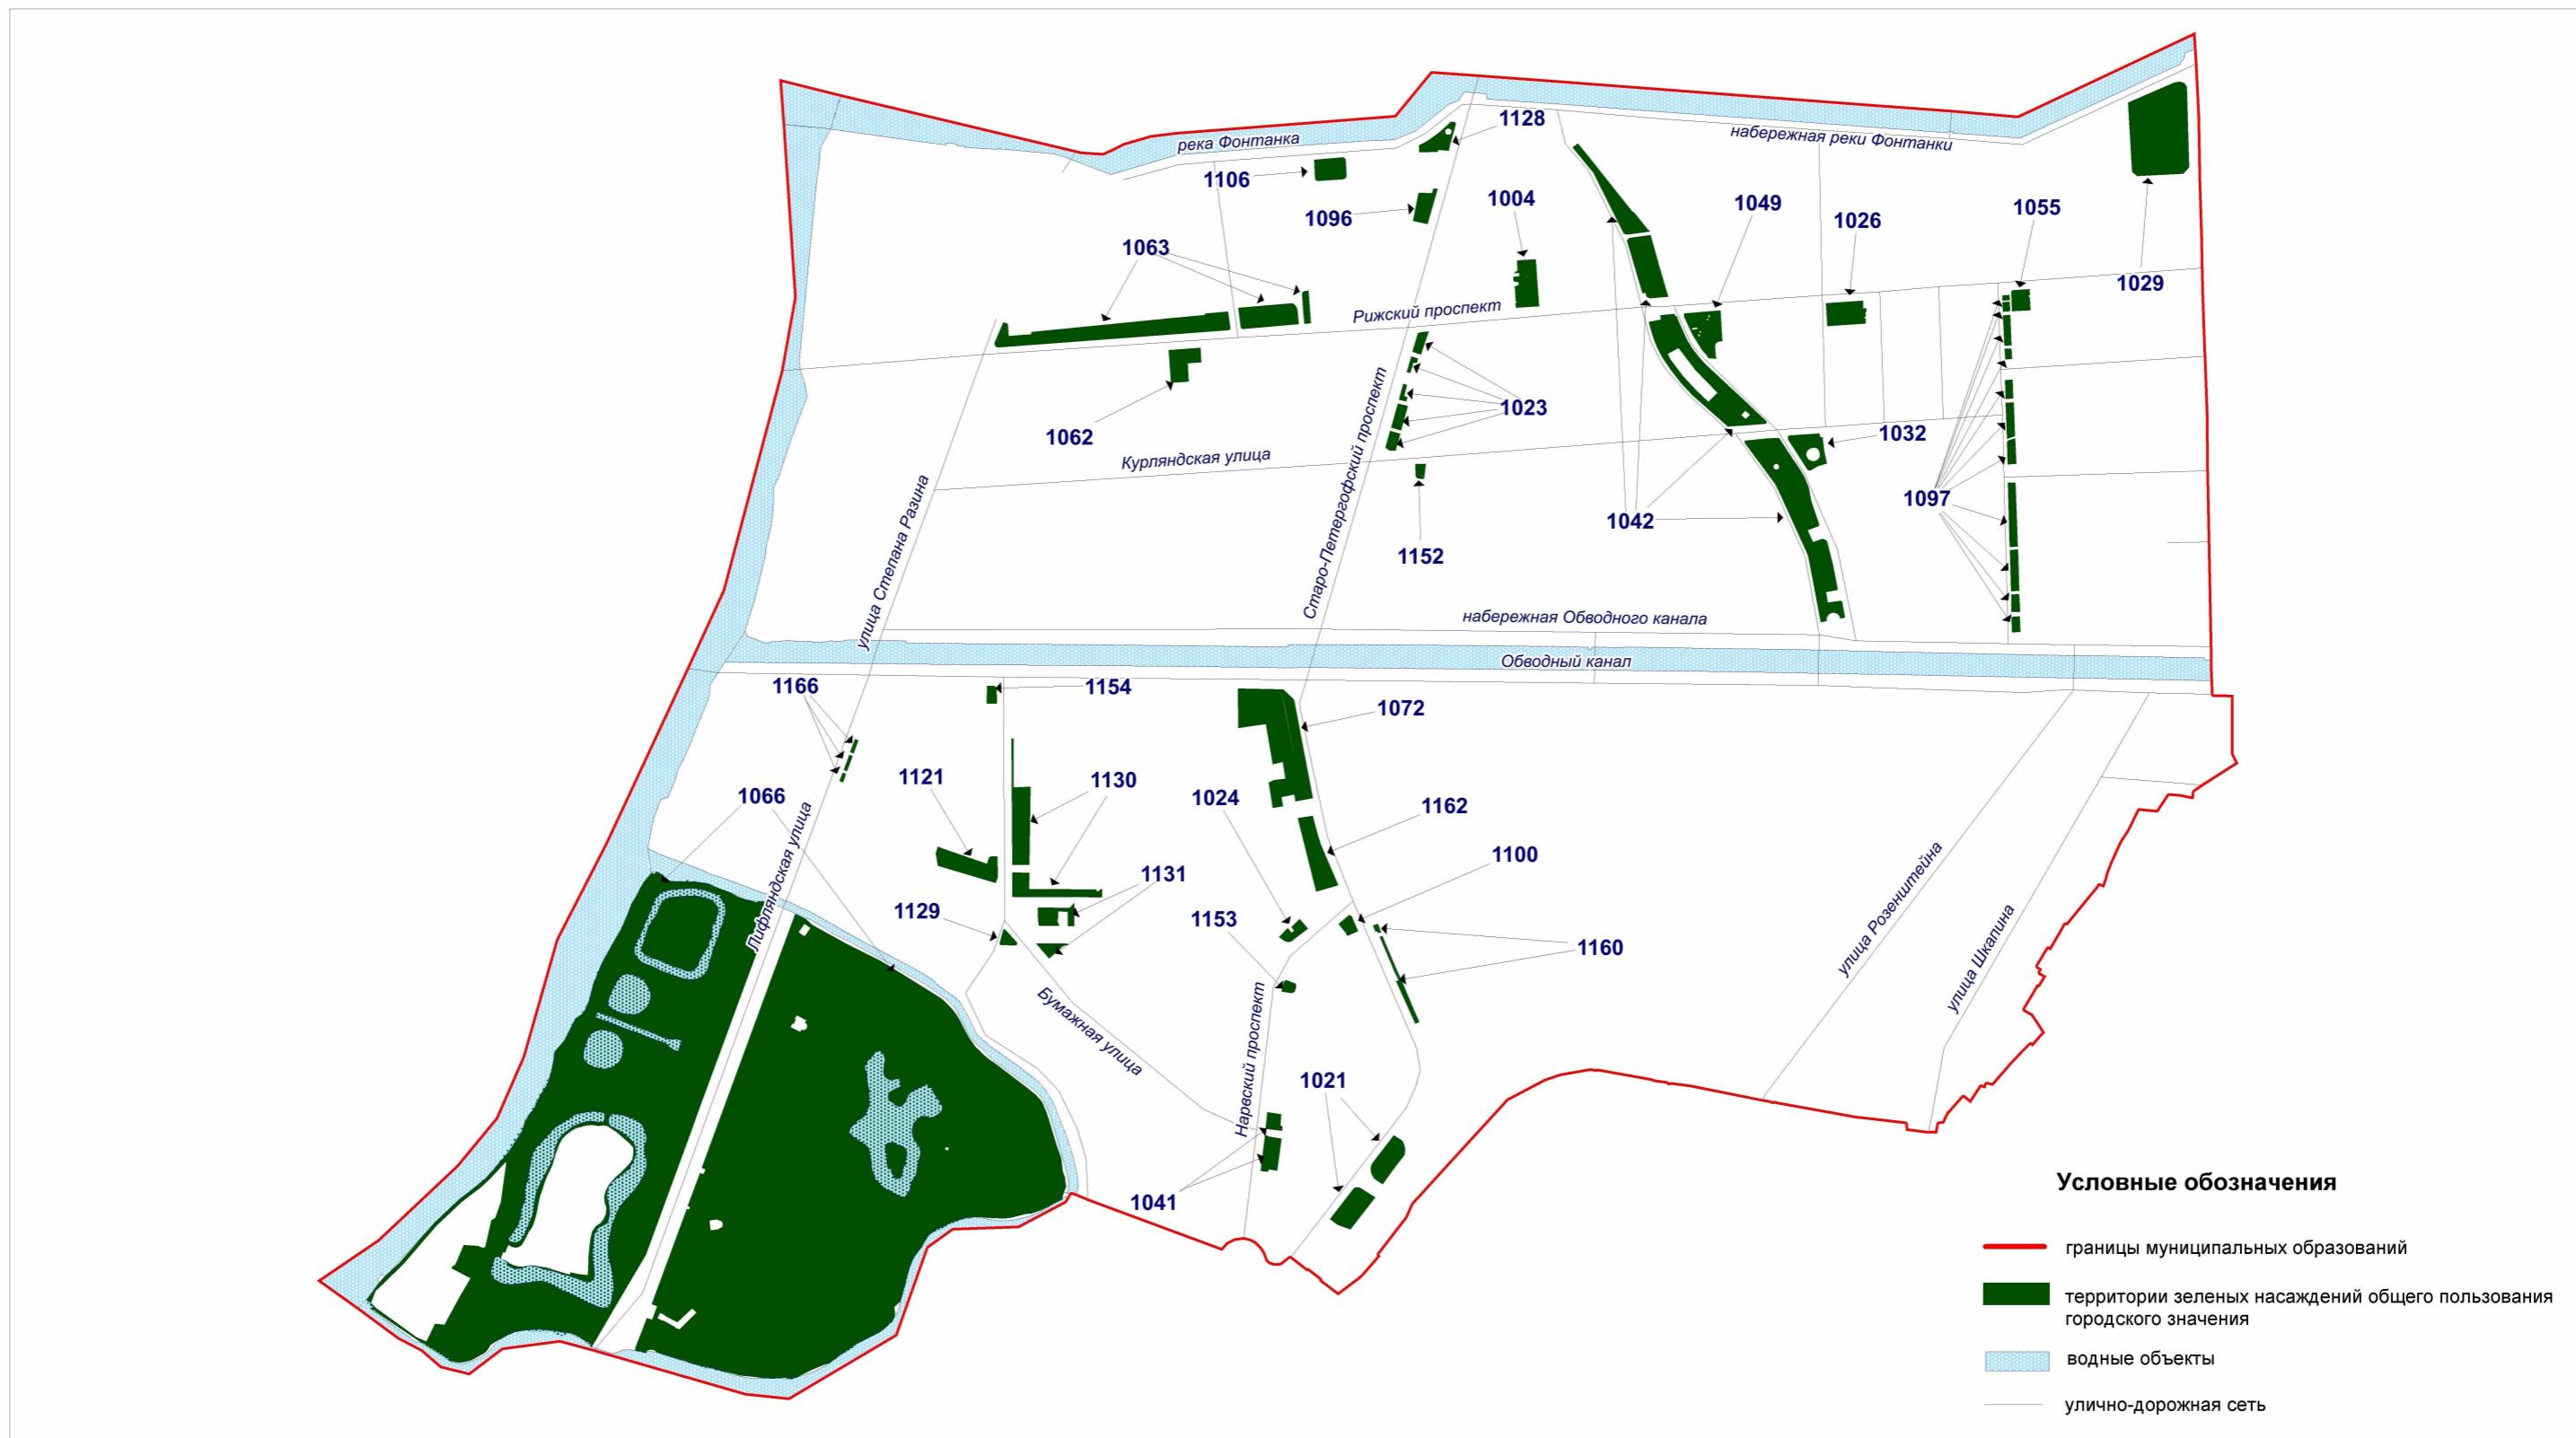 река Фонтанка
набережная реки Фонтанки
1128
1106
1096
1004
1049
1026
1055
1029
1063
Рижский проспект
1062
1023
Старо-Петергофский проспект
1032
Курляндская улица
1097
1042
1152
улица Степана Разина
набережная Обводного канала
Обводный канал
1166
1154
1072
1121
1130
1024
1162
1066
1100
1131
Лифляндская улица
1129
1153
1160
улица Розенштейна
улица Шкапина
Бумажная улица
Нарвский проспект
1021
1041
Условные обозначения
границы муниципальных образований
территории зеленых насаждений общего пользования
городского значения
водные объекты
улично-дорожная сеть